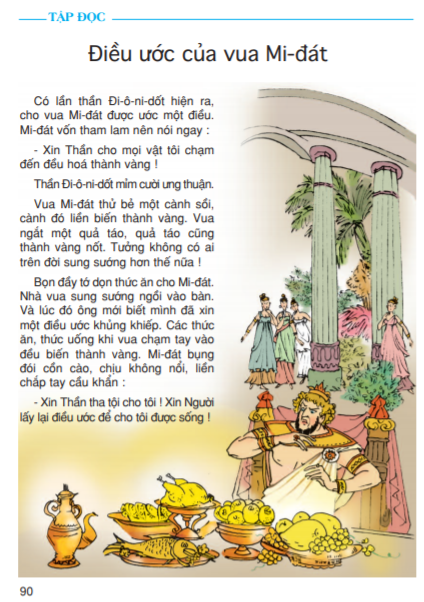 TẬP ĐỌC
Điều ước của vua Mi-đát
Có lần thần Đi-ô-ni-dốt hiện ra,
cho vua Mi-đát được ước một điều.
Mi-đát vốn tham lam nên nói ngay :
- Xin Thần cho mọi vật tôi chạm
đến đều hoá thành vàng !
Thần Đi-ô-ni-dốt mỉm cười ưng thuận.
Vua Mi-đát thử bẻ một cành sồi,
cành đó liền biến thành vàng. Vua
ngắt một quả táo, quả táo cũng
thành vàng nốt. Tưởng không có ai
trên đời sung sướng hơn thế nữa !
Bọn đầy tớ dọn thức ăn cho Mi-đát.
Nhà vua sung sướng ngồi vào bàn.
Và lúc đó ông mới biết mình đã xin
một điều ước khủng khiếp. Các thức
ăn, thức uống khi vua chạm tay vào
đều biến thành vàng. Mi-đát bụng
đói cồn cào, chịu không nổi, liền
chắp tay cầu khẩn :
- Xin Thần tha tội cho tôi ! Xin Người
lấy lại điều ước để cho tôi được sống !
90